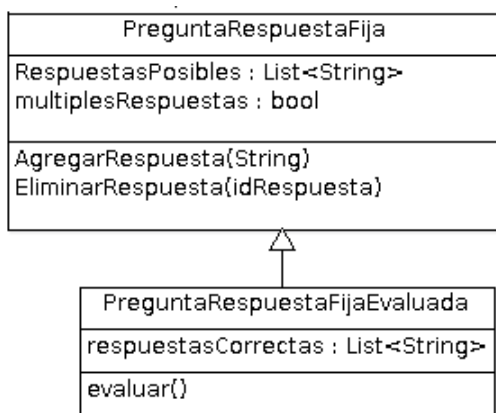 PreguntaRespuestaFija
RespuestasPosibles : List<String>
multiplesRespuestas : bool
AgregarRespuesta(String)
EliminarRespuesta(idRespuesta)
PreguntaRespuestaFijaEvaluada
respuestasCorrectas : List<String>
evaluar()